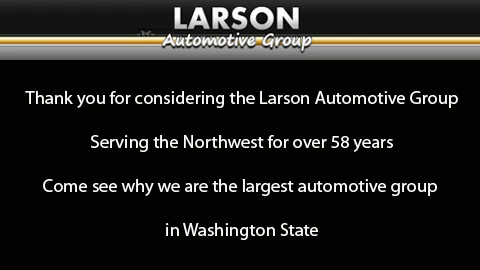 LARSON
Automotive Group
Thank you for considering the Larson Automotive Group
Serving the Northwest for over 58 years
Come see why we are the largest automotive group
in Washington State